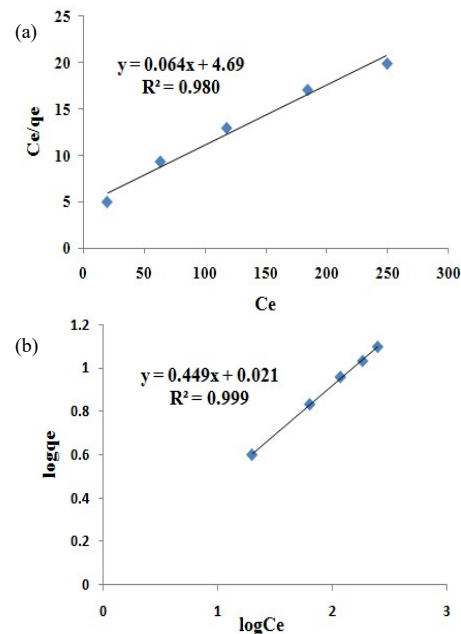 (a)
25
20
15
10
5
0
y = 0.064x + 4.69
R² = 0.980
Ce/qe
0 50 100 150 200 250 300
Ce
(b)
1.2
1
0.8
0.6
0.4
0.2
0
y = 0.449x + 0.021
R² = 0.999
logqe
0 1 2 3
logCe